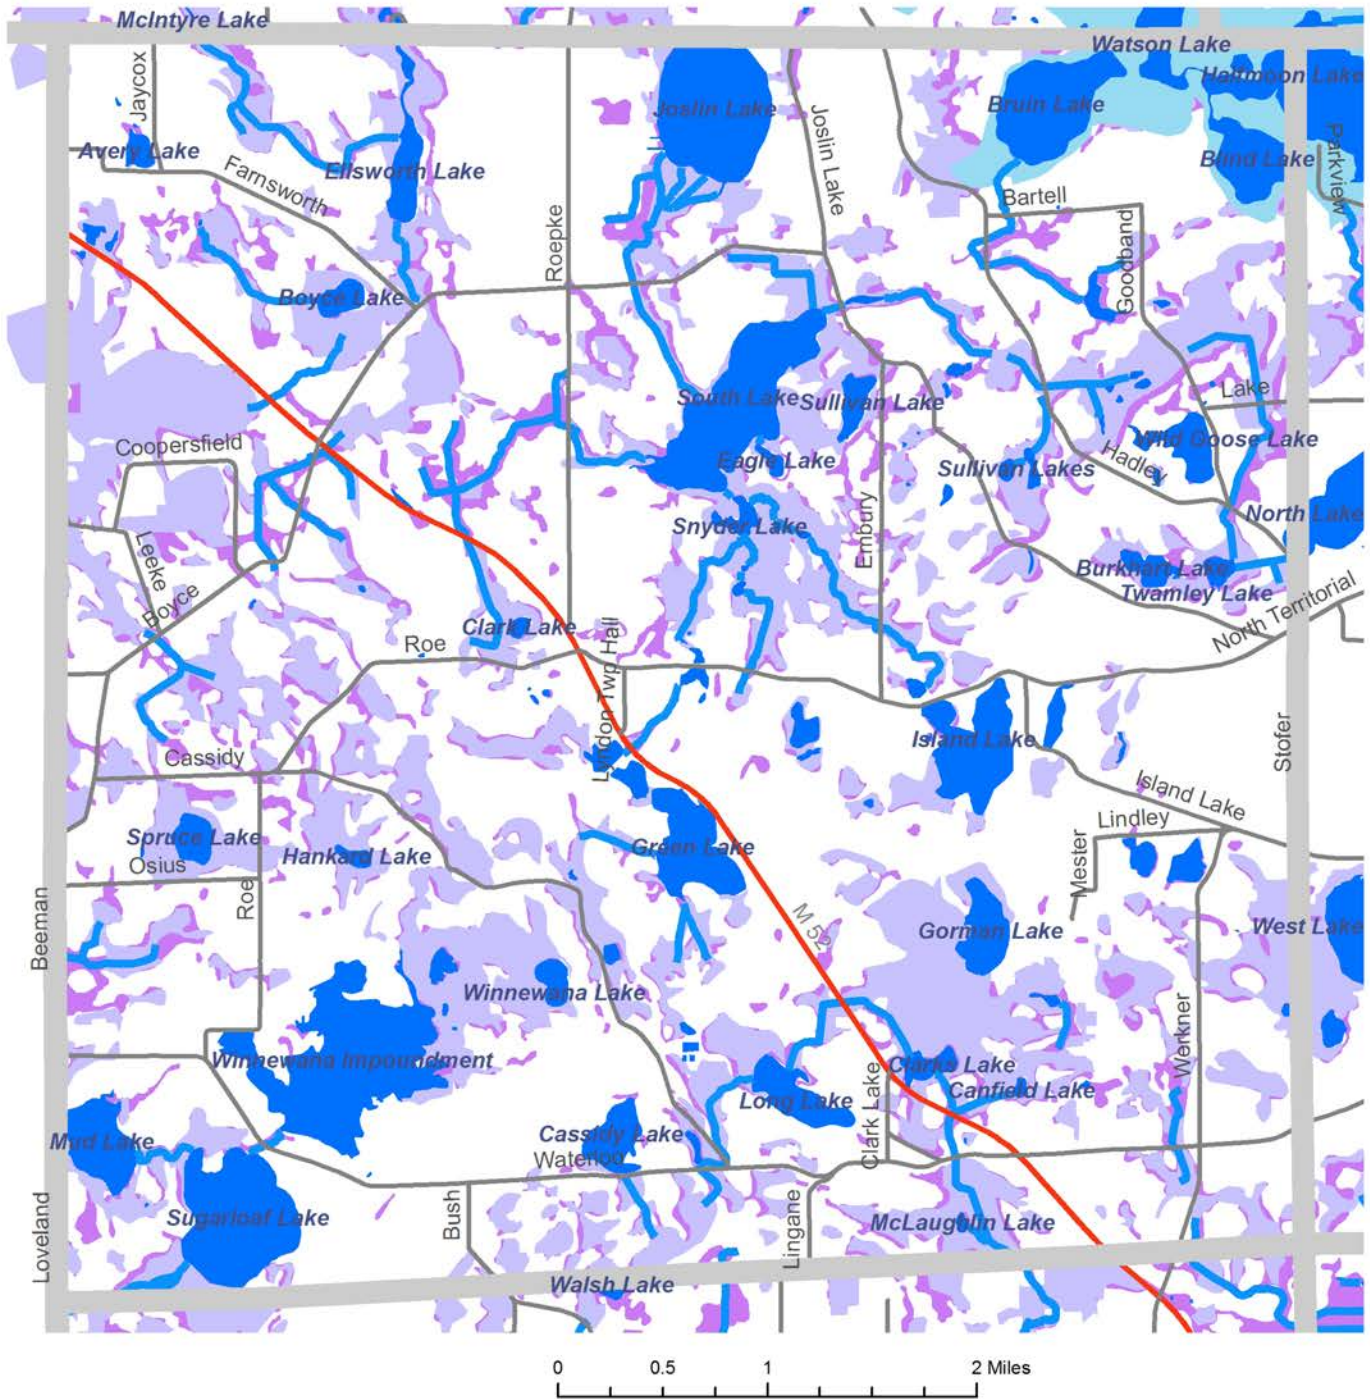 McIntyre Lake
Watson Lake
Halfmoon Lake
Jaycox
Joslin Lake
Bruin Lake
Joslin Lake
Avery Lake
Ellsworth Lake
Blind Lake
Parkview
Farnsworth
Bartell
Roepke
Goodband
Boyce Lake
South Lake
Sullivan Lake
Lake
Coopersfield
Wild Goose Lake
Eagle Lake
Sullivan Lakes
Hadley
Snyder Lake
Embury
North Lake
Leeke
Boyce
Burkhart Lake
Twamley Lake
North Territorial
Clark Lake
Roe
Lyndon Twp Hall
Island Lake
Stofer
Cassidy
Island Lake
Lindley
Spruce Lake
Hankard Lake
Green Lake
Osius
Mester
Roe
Beeman
M 52
Gorman Lake
West Lake
Winnewana Lake
Werkner
Winnewana Impoundment
Clarks Lake
Canfield Lake
Long Lake
Clark Lake
Mud Lake
Cassidy Lake
Waterloo
Sugarloaf Lake
Bush
Lingane
McLaughlin Lake
Loveland
Walsh Lake
0 0.5 1 2 Miles